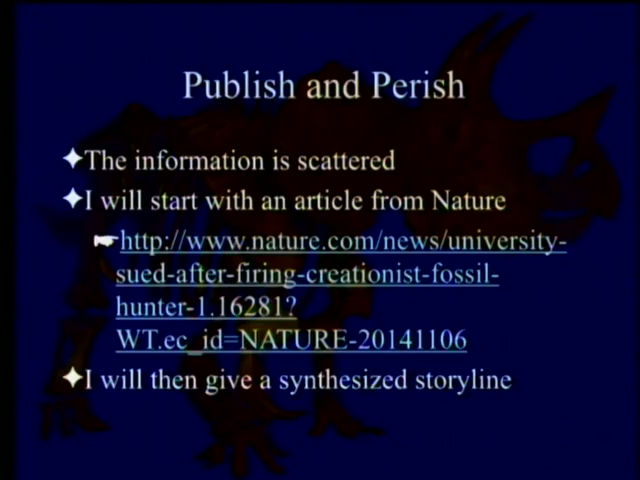 Publish and Perish
The information is scattered
I will start with an article from Nature
http://www.nature.com/news/university-
sued-after-firing-creationist-fossil-
hunter-1.16281?
WT.ec_id=NATURE-20141106
I will then give a synthesized storyline